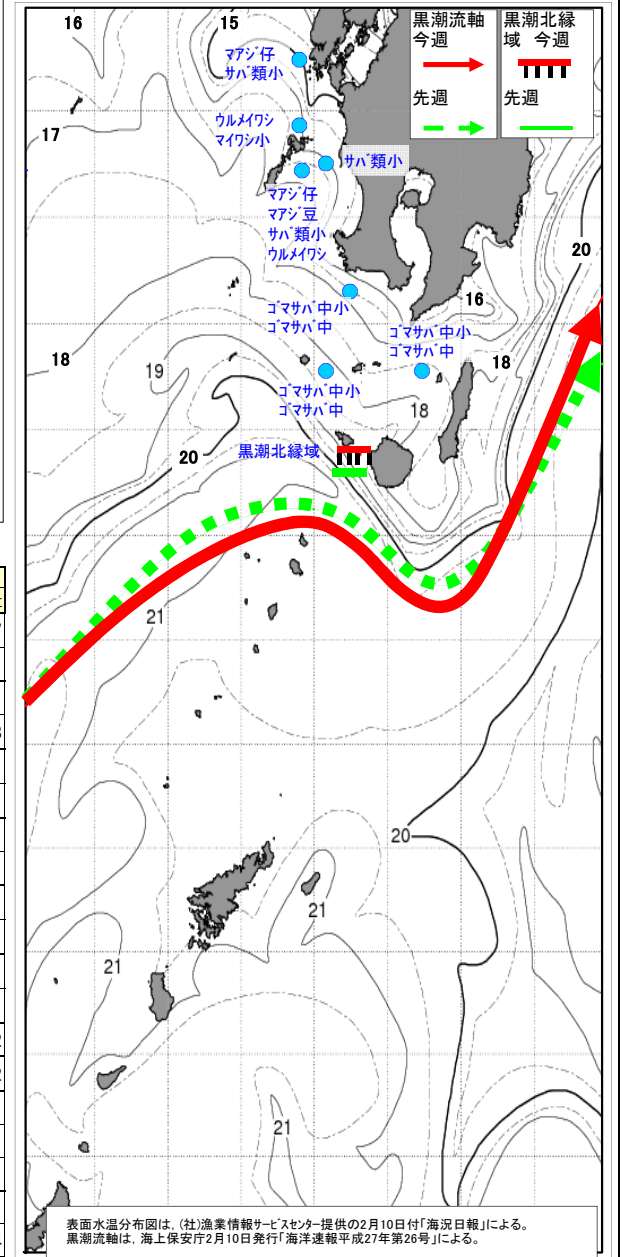 黒潮流軸
今週
先週
黒潮北縁
域 今週
先週
16
15
マアジ仔
サバ類小
17
ウルメイワシ
マイワシ小
サバ類小
マアジ仔
マアジ豆
サバ類小
ウルメイワシ
20
16
ゴマサバ中小
ゴマサバ中
ゴマサバ中小
ゴマサバ中
18
18
19
ゴマサバ中小
ゴマサバ中
18
20
黒潮北縁域
21
20
21
21
21
表面水温分布図は,(社)漁業情報サービスセンター提供の2月10日付「海況日報」による。
黒潮流軸は,海上保安庁2月10日発行「海洋速報平成27年第26号」による。